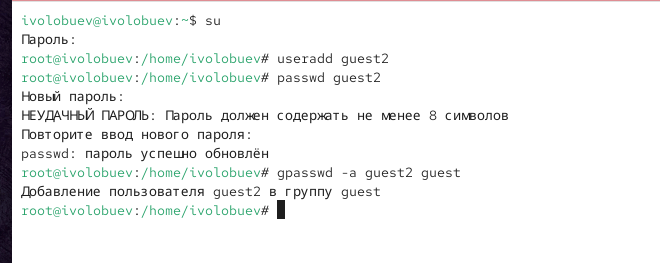 ivolobuev@ivolobuev:~$ su
Пароль:
root@ivolobuev:/home/ivolobuev# useradd guest2
root@ivolobuev:/home/ivolobuev# passwd guest2
Новый пароль:
НЕУДАЧНЫЙ ПАРОЛЬ: Пароль должен содержать не менее 8 символов
Повторите ввод нового пароля:
passwd: пароль успешно обновлён
root@ivolobuev:/home/ivolobuev# gpasswd -a guest2 guest
Добавление пользователя guest2 в группу guest
root@ivolobuev:/home/ivolobuev#